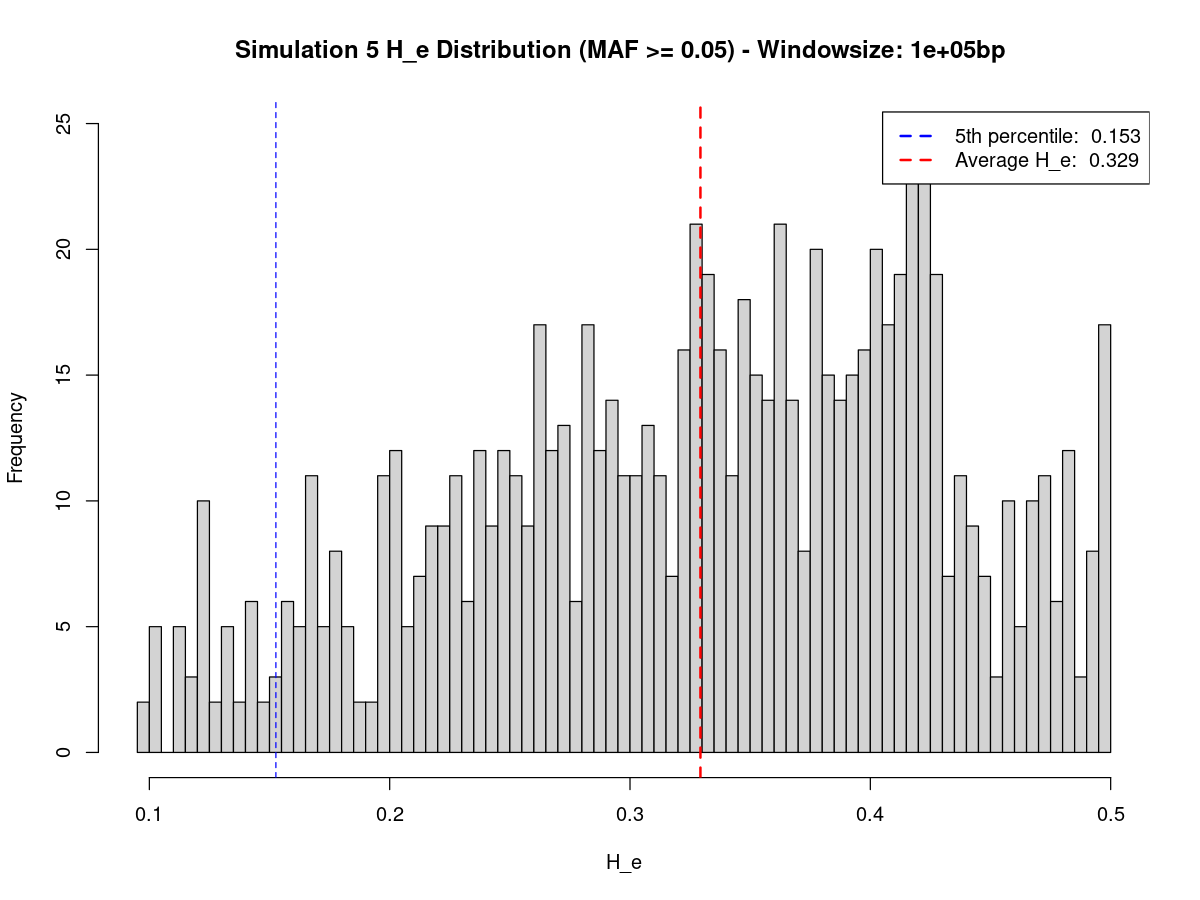 Simulation 5 H_e Distribution (MAF >= 0.05) - Windowsize: 1e+05bp
5th percentile: 0.153
Average H_e: 0.329
Frequency
25
20
15
10
5
0
0.1 0.2 0.3 0.4 0.5
H_e